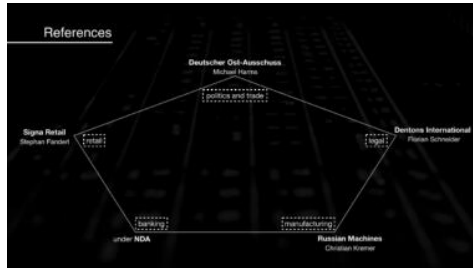 References
Deutscher Ost-Ausschuss
Michael Harms
politics and trade
Signa Retail
Stephan Fanderl
retail
Dentons International
Florian Schneider
legal
banking
under NDA
manufacturing
Russian Machines
Christian Kremer